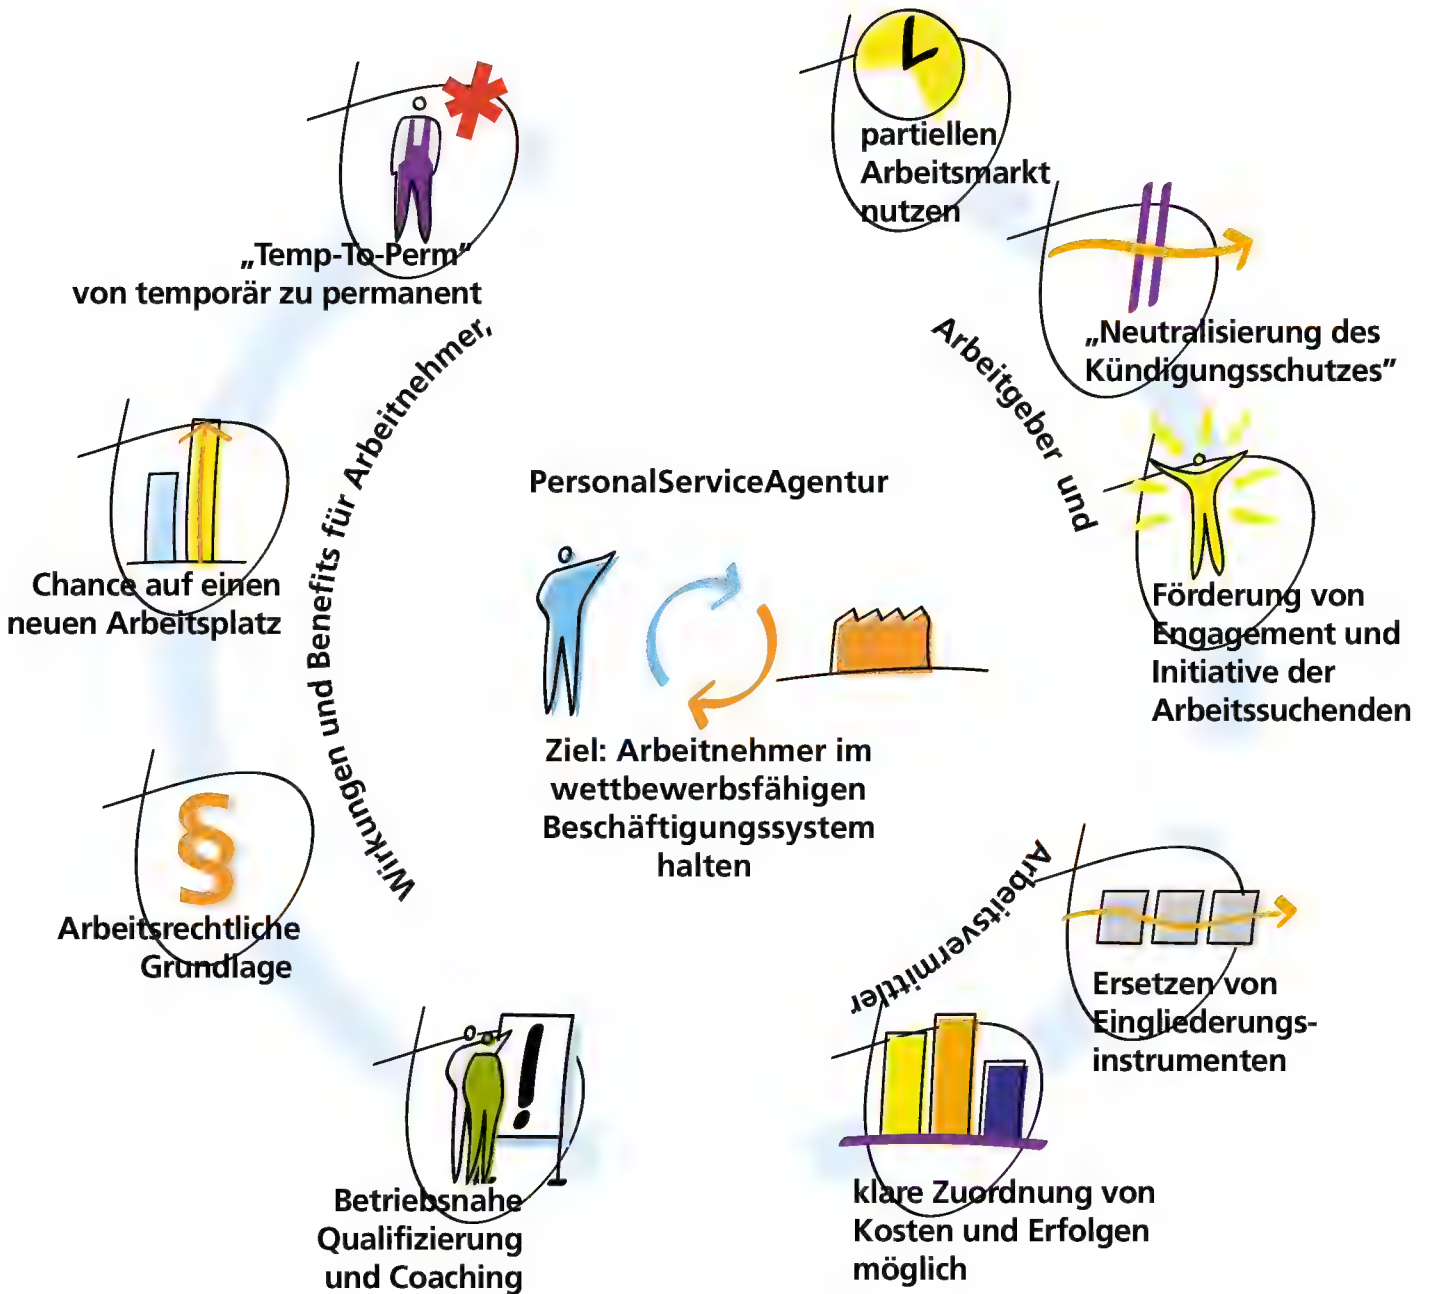 „Temp-To-Perm”
von temporär zu permanent
Chance auf einen
neuen Arbeitsplatz
Arbeitsrechtliche
Grundlage
Betriebsnahe
Qualifizierung
und Coaching
Wirkungen und Benefits für Arbeitnehmer,
Arbeitgeber und
Arbeitsvermittler
PersonalServiceAgentur
Ziel: Arbeitnehmer im
wettbewerbsfähigen
Beschäftigungssystem
halten
partiellen
Arbeitsmarkt
nutzen
„Neutralisierung des
Kündigungsschutzes”
Förderung von
Engagement und
Initiative der
Arbeitssuchenden
Ersetzen von
Eingliederungs-
instrumenten
klare Zuordnung von
Kosten und Erfolgen
möglich